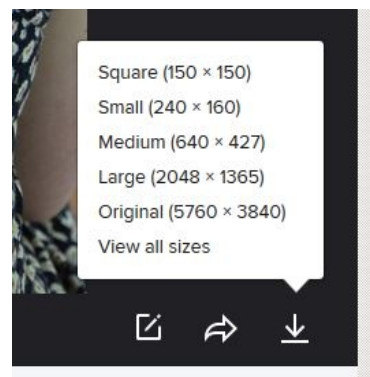 Square (150 × 150)
Small (240 × 160)
Medium (640 × 427)
Large (2048 × 1365)
Original (5760 × 3840)
View all sizes